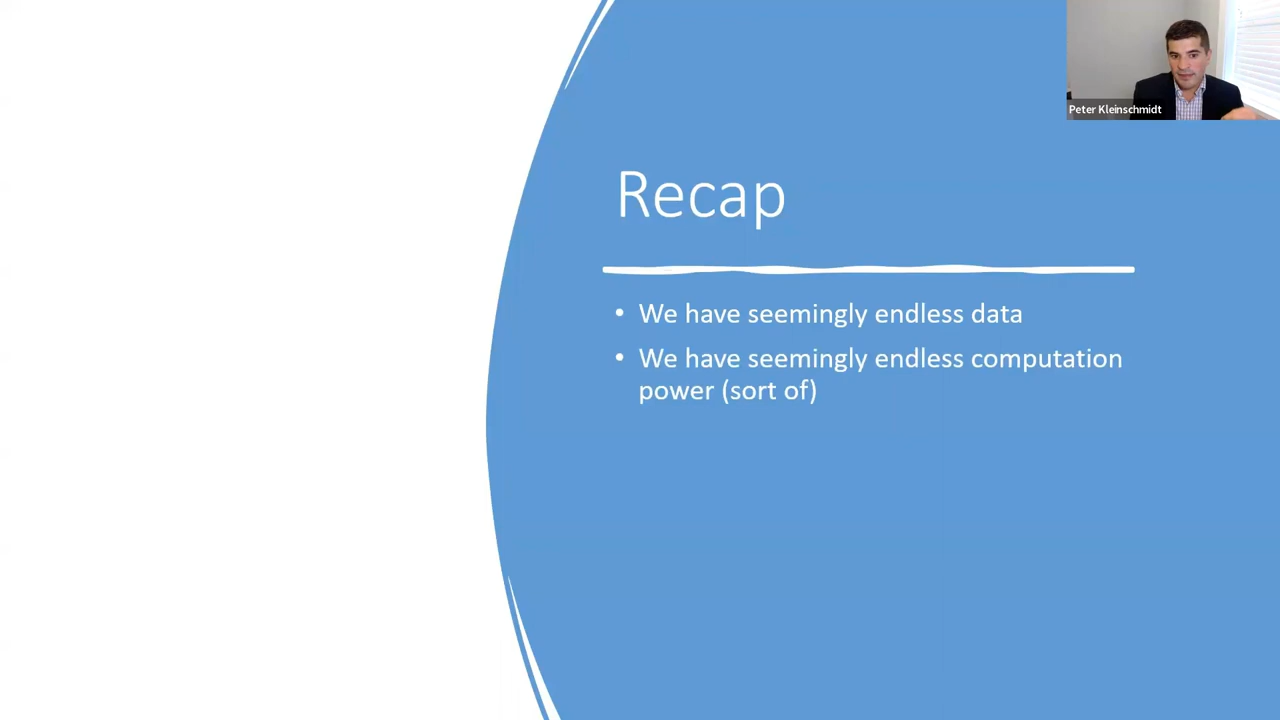 Peter Kleinschmidt
Recap
• We have seemingly endless data
• We have seemingly endless computation
power (sort of)